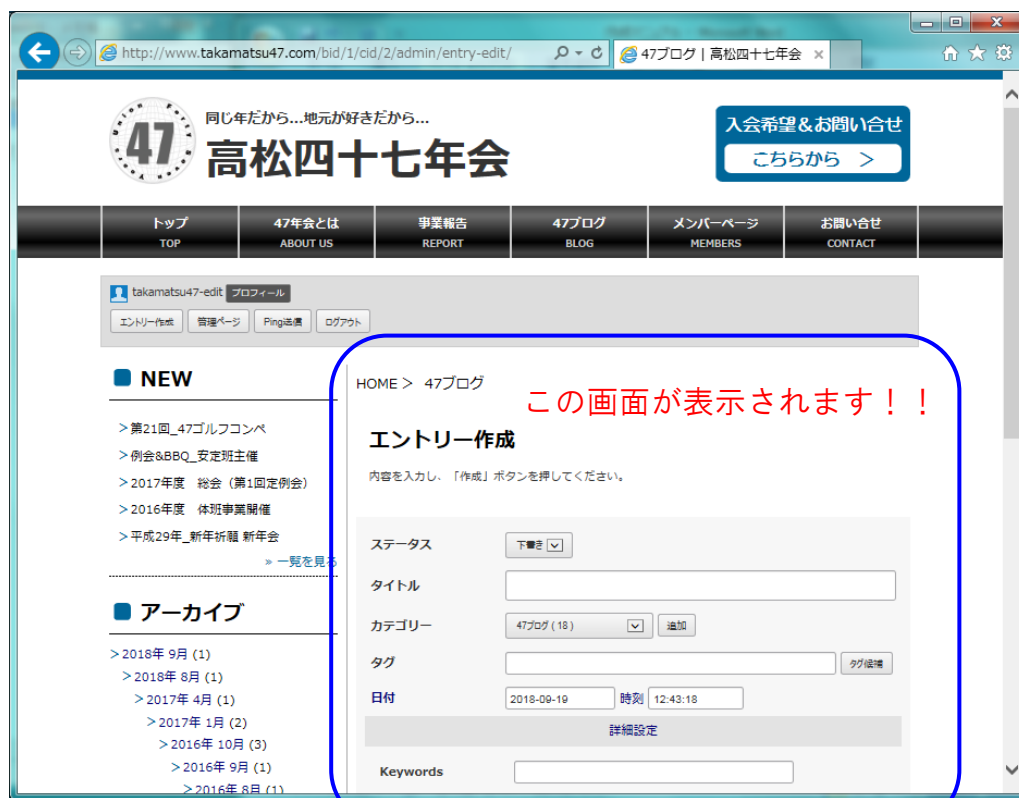 http://www.takamatsu47.com/bid/1/cid/2/admin/entry-edit/
47ブログ | 高松四十七年会
47
同じ年だから...地元が好きだから...
高松四十七年会
入会希望&お問い合せ
こちらから >
トップ 47年会とは 事業報告 47ブログ メンバーページ お問い合せ
TOP ABOUT US REPORT BLOG MEMBERS CONTACT
takamatsu47-edit プロフィール
エントリー作成 管理ページ Ping送信 ログアウト
NEW
>第21回_47ゴルフコンペ
>例会&BBQ_安定班主催
>2017年度 総会(第1回定例会)
>2016年度 体班事業開催
>平成29年_新年祈願 新年会
» 一覧を見る
アーカイブ
>2018年 9月 (1)
>2018年 8月 (1)
>2017年 4月 (1)
>2017年 1月 (2)
>2016年 10月 (3)
>2016年 9月 (1)
>2016年 8月 (1)
HOME > 47ブログ
この画面が表示されます！！
エントリー作成
内容を入力し、「作成」ボタンを押してください。
ステータス 下書き
タイトル
カテゴリー 47ブログ (18) 追加
タグ タグ候補
日付 2018-09-19 時刻 12:43:18
詳細設定
Keywords